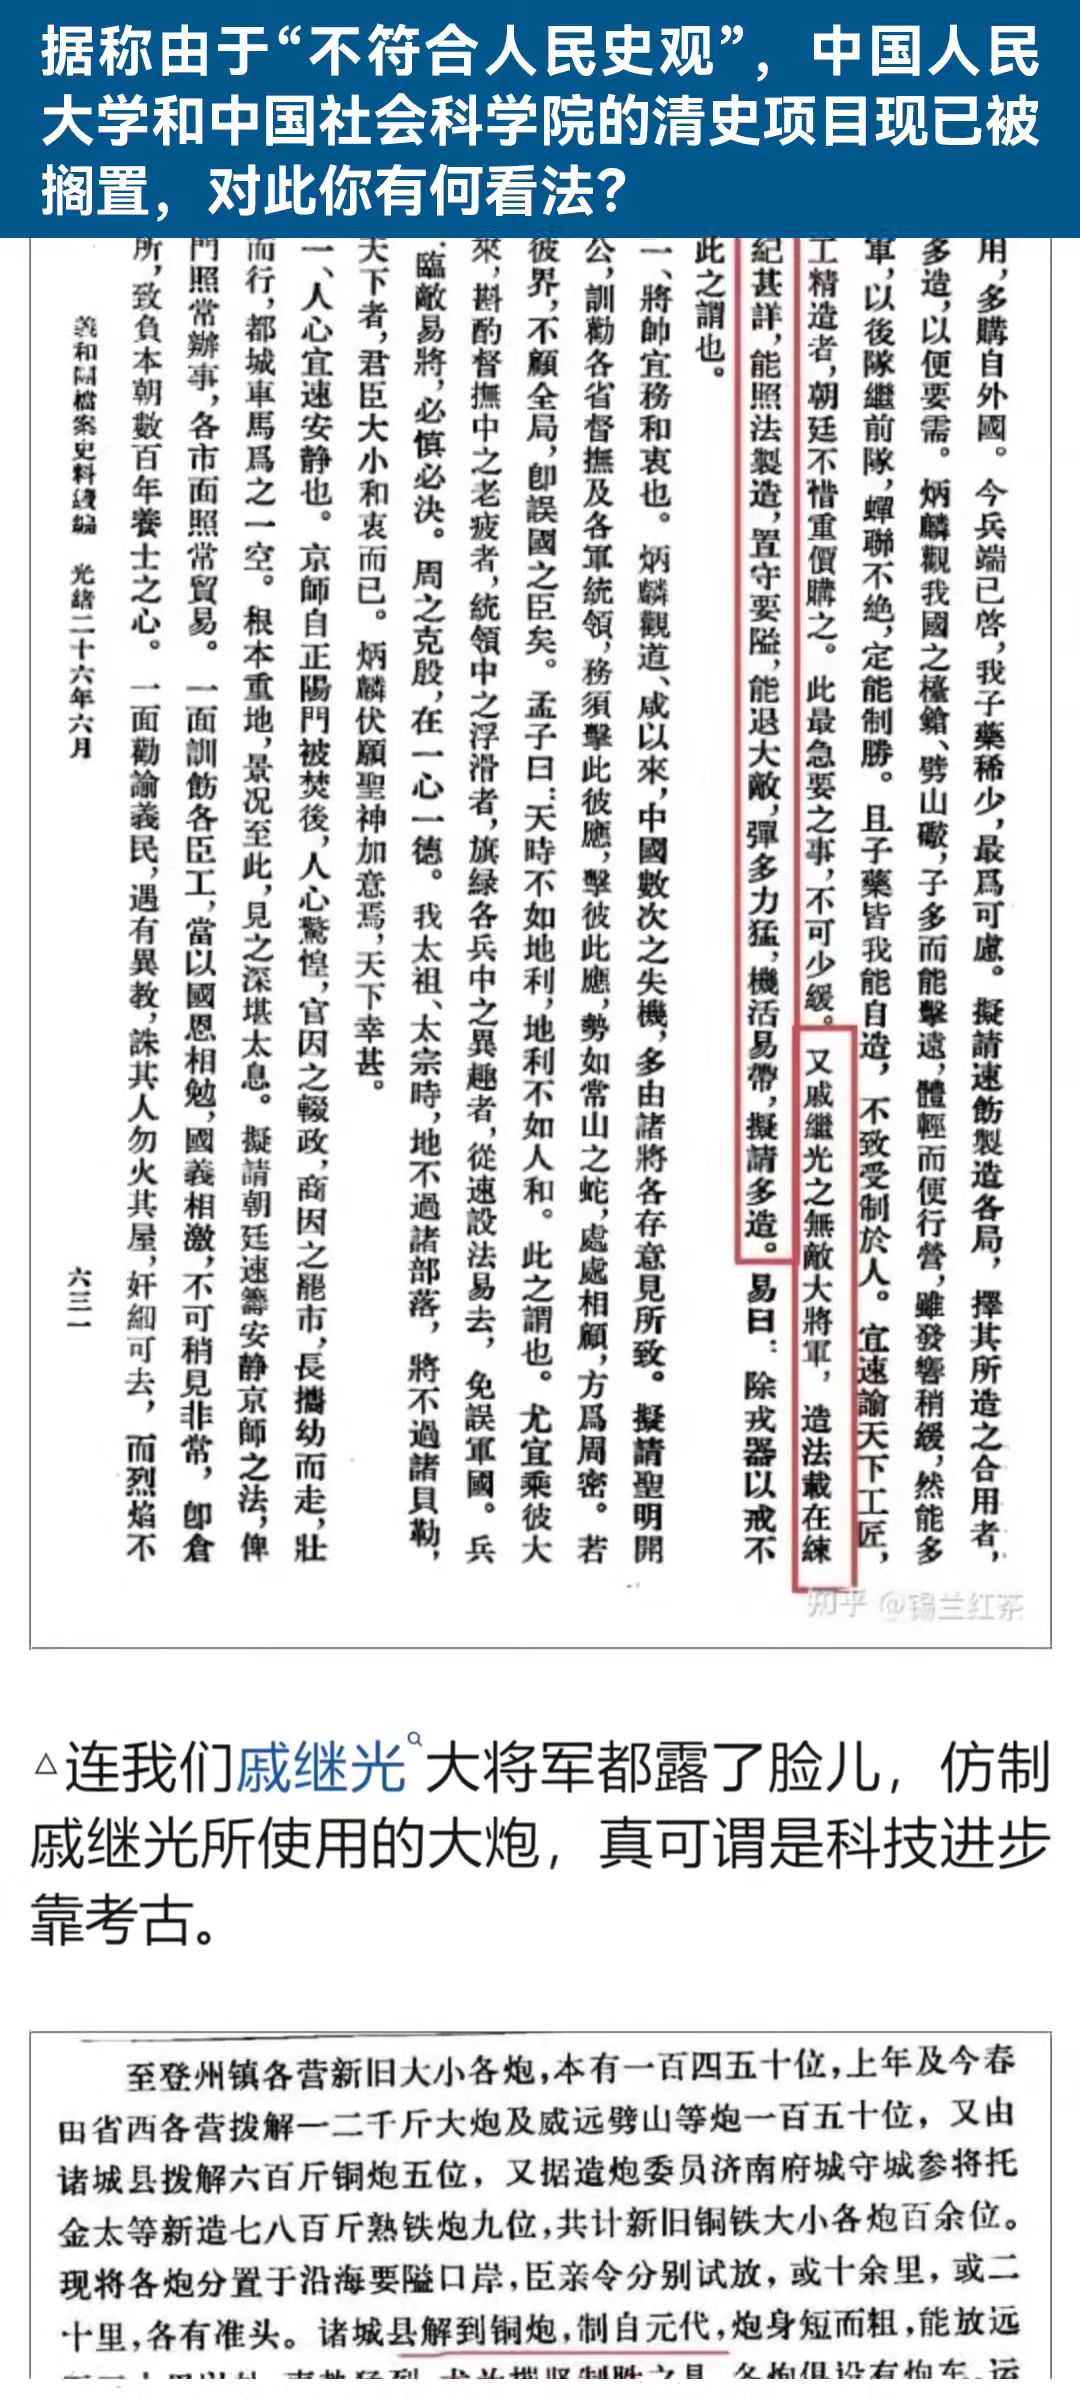 据称由于“不符合人民史观”，中国人民
大学和中国社会科学院的清史项目现已被
搁置，对此你有何看法？
用，多購自外國。今兵端已啓，我子藥稀少，最爲可慮。擬請速飭製造各局，擇其所造之合用者，
多造，以便要需。炳麟觀我國之擡鎗、劈山礮，子多而能擊遠，體輕而便行營，雖發響稍緩，然能多
軍，以後隊繼前隊，蟬聯不絶，定能制勝。且子藥皆我能自造，不致受制於人。宜速諭天下工匠，
工精造者，朝廷不惜重價購之。此最急要之事，不可少緩。又戚繼光之無敵大將軍，造法載在練
紀甚詳，能照法製造，置守要隘，能退大敵，彈多力猛，機活易帶，擬請多造。易曰：除戎器以戒不
此之謂也。
一、將帥宜務和衷也。炳麟觀道、咸以來，中國數次之失機，多由諸將各存意見所致。擬請聖明開
公，訓勸各省督撫及各軍統領，務須擊此彼應，擊彼此應，勢如常山之蛇，處處相顧，方爲周密。若
彼界，不顧全局，卽誤國之臣矣。孟子曰：天時不如地利，地利不如人和。此之謂也。尤宜乘彼大
來，斟酌督撫中之老疲者，統領中之浮滑者，旗綠各兵中之異趣者，從速設法易去，免誤軍國。兵
臨敵易將，必慎必決。周之克殷，在一心一德。我太祖、太宗時，地不過諸部落，將不過諸貝勒，
天下者，君臣大小和衷而已。炳麟伏願聖神加意焉，天下幸甚。
一、人心宜速安静也。京師自正陽門被焚後，人心驚惶，官因之輟政，商因之罷市，長攜幼而走，壯
而行，都城車馬爲之一空。根本重地，景況至此，見之深堪太息。擬請朝廷速籌安静京師之法，俾
門照常辦事，各市面照常貿易。一面訓飭各臣工，當以國恩相勉，國義相激，不可稍見非常，卽倉
所，致負本朝數百年養士之心。一面勸諭義民，遇有異教，誅其人勿火其屋，奸細可去，而烈焰不
義和團檔案史料續編 光緒二十六年六月
六三一
知乎 @锡兰红茶
△连我们戚继光大将军都露了脸儿，仿制
戚继光所使用的大炮，真可谓是科技进步
靠考古。
至登州镇各营新旧大小各炮，本有一百四五十位，上年及今春
由省西各营拨解一二千斤大炮及威远劈山等炮一百五十位，又由
诸城县拨解六百斤铜炮五位，又据造炮委员济南府城守城参将托
金太等新造七八百斤熟铁炮九位，共计新旧铜铁大小各炮百余位。
现将各炮分置于沿海要隘口岸，臣亲令分别试放，或十余里，或二
十里，各有准头。诸城县解到铜炮，制自元代，炮身短而粗，能放远